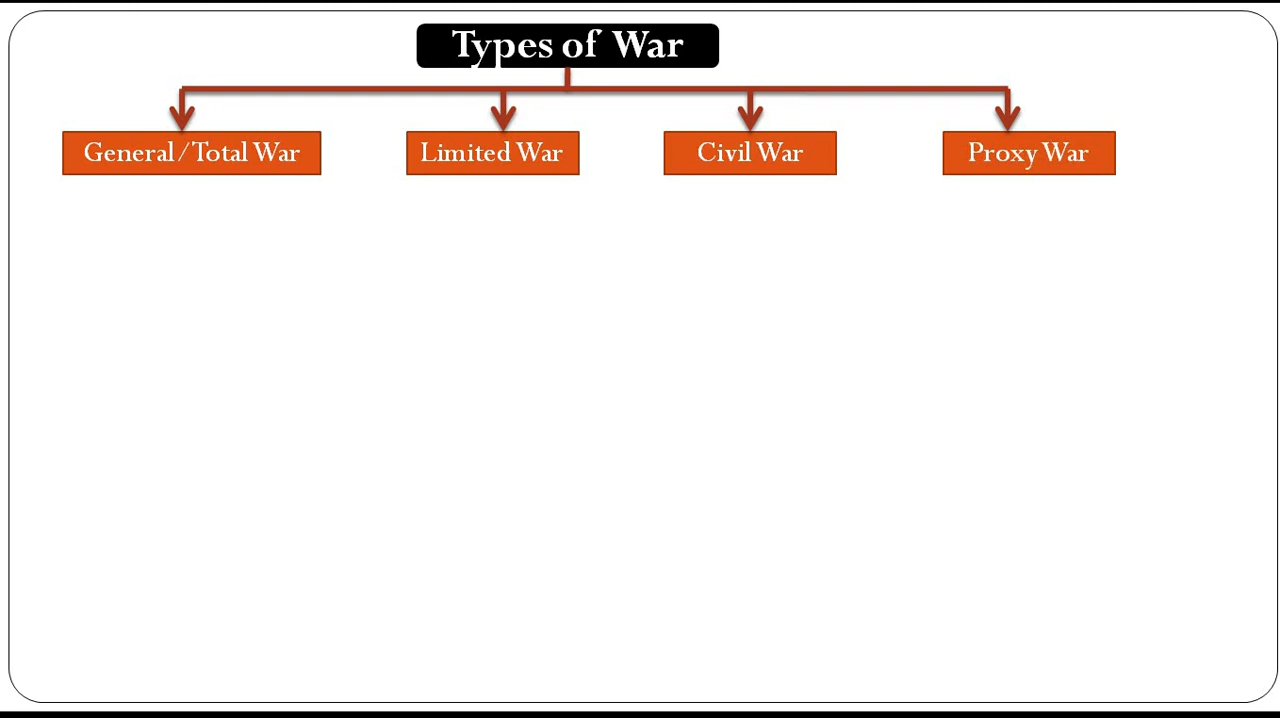 Types of War
General/Total War
Limited War
Civil War
Proxy War